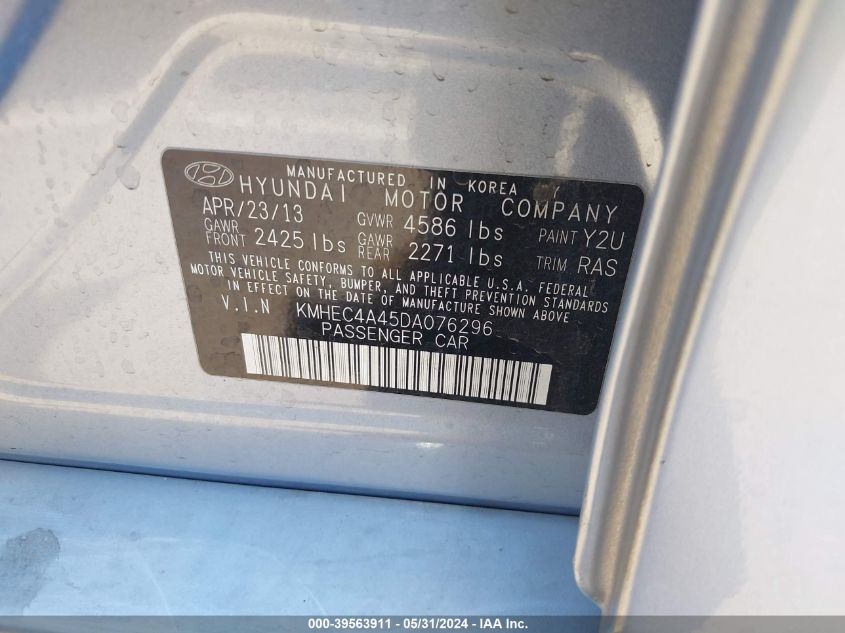 MANUFACTURED IN KOREA BY
HYUNDAI MOTOR COMPANY
APR/23/13 GVWR 4586 lbs PAINT Y2U
GAWR FRONT 2425 lbs GAWR REAR 2271 lbs TRIM RAS
THIS VEHICLE CONFORMS TO ALL APPLICABLE U.S.A. FEDERAL
MOTOR VEHICLE SAFETY, BUMPER, AND THEFT PREVENTION STANDARDS
IN EFFECT ON THE DATE OF MANUFACTURE SHOWN ABOVE
V.I.N KMHEC4A45DA076296
PASSENGER CAR
000-39563911 - 05/31/2024 - IAA Inc.